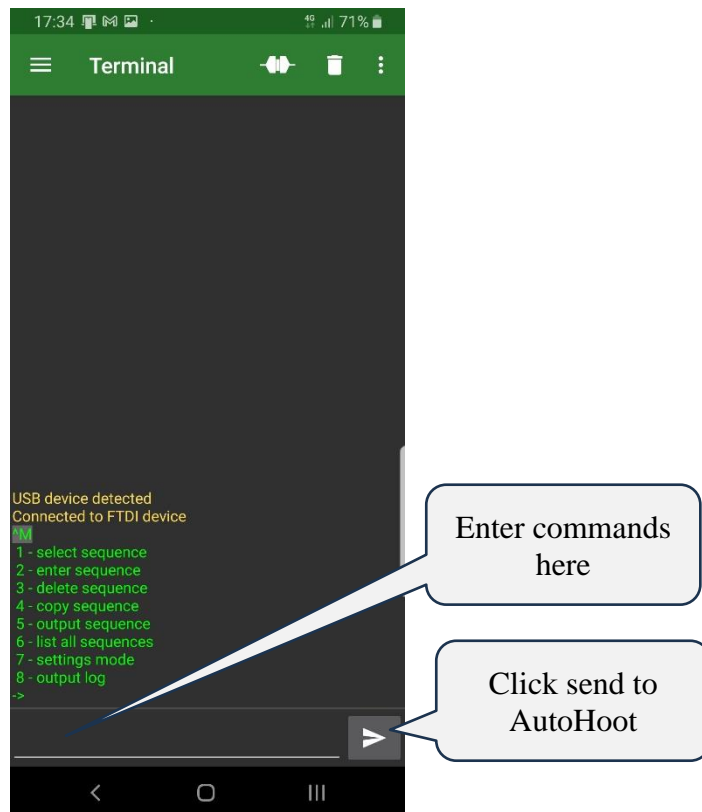 17:34
4G 71%
Terminal
USB device detected
Connected to FTDI device
^M
1 - select sequence
2 - enter sequence
3 - delete sequence
4 - copy sequence
5 - output sequence
6 - list all sequences
7 - settings mode
8 - output log
->
Enter commands
here
Click send to
AutoHoot